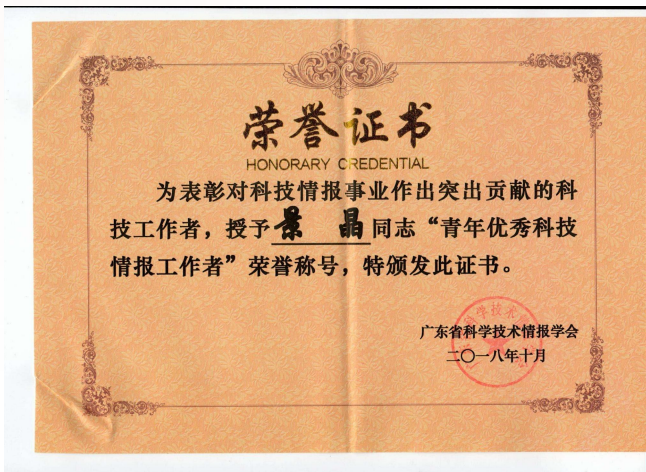 荣誉证书
HONORARY CREDENTIAL
为表彰对科技情报事业作出突出贡献的科
技工作者，授予景 晶同志“青年优秀科技
情报工作者”荣誉称号，特颁发此证书。
广东省科学技术情报学会
二〇一八年十月